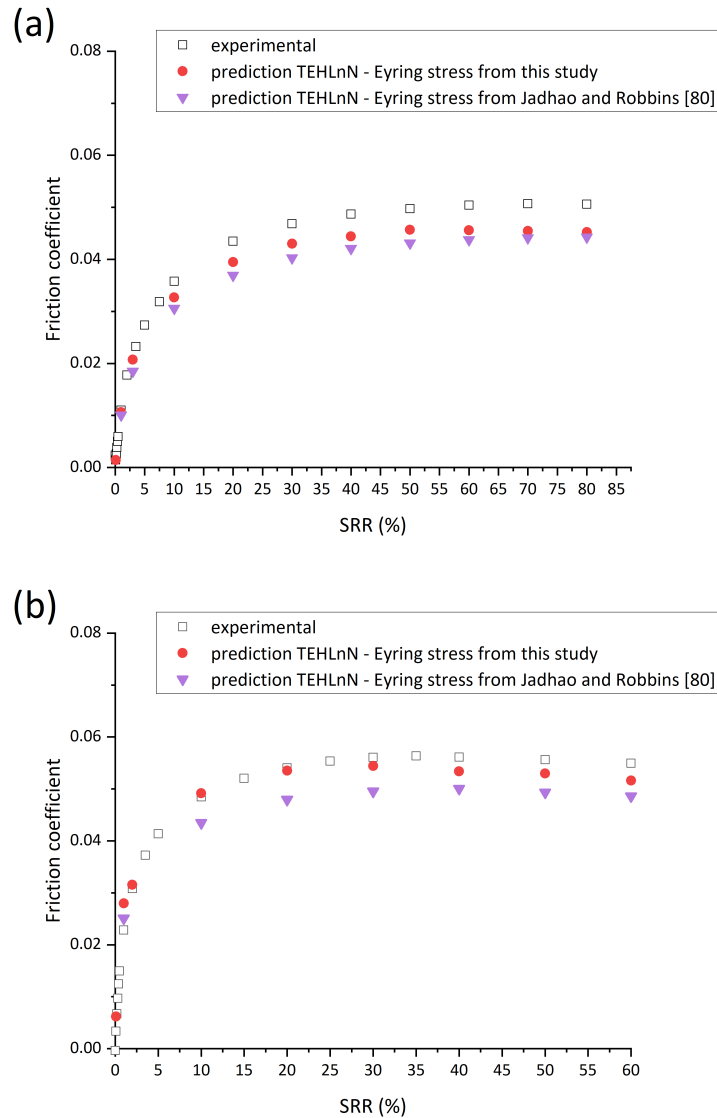 (a)
experimental
prediction TEHLnN - Eyring stress from this study
prediction TEHLnN - Eyring stress from Jadhao and Robbins [80]
0.08
0.06
0.04
0.02
0.00
Friction coefficient
0 5 10 15 20 25 30 35 40 45 50 55 60 65 70 75 80 85
SRR (%)
(b)
experimental
prediction TEHLnN - Eyring stress from this study
prediction TEHLnN - Eyring stress from Jadhao and Robbins [80]
0.08
0.06
0.04
0.02
0.00
Friction coefficient
0 5 10 15 20 25 30 35 40 45 50 55 60
SRR (%)